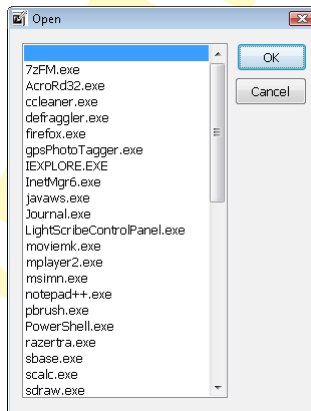 Open
7zFM.exe
AcroRd32.exe
ccleaner.exe
defraggler.exe
firefox.exe
gpsPhotoTagger.exe
IEXPLORE.EXE
InetMgr6.exe
javaws.exe
Journal.exe
LightScribeControlPanel.exe
moviemk.exe
mplayer2.exe
msimn.exe
notepad++.exe
pbrush.exe
PowerShell.exe
razertra.exe
sbase.exe
scalc.exe
sdraw.exe
OK
Cancel